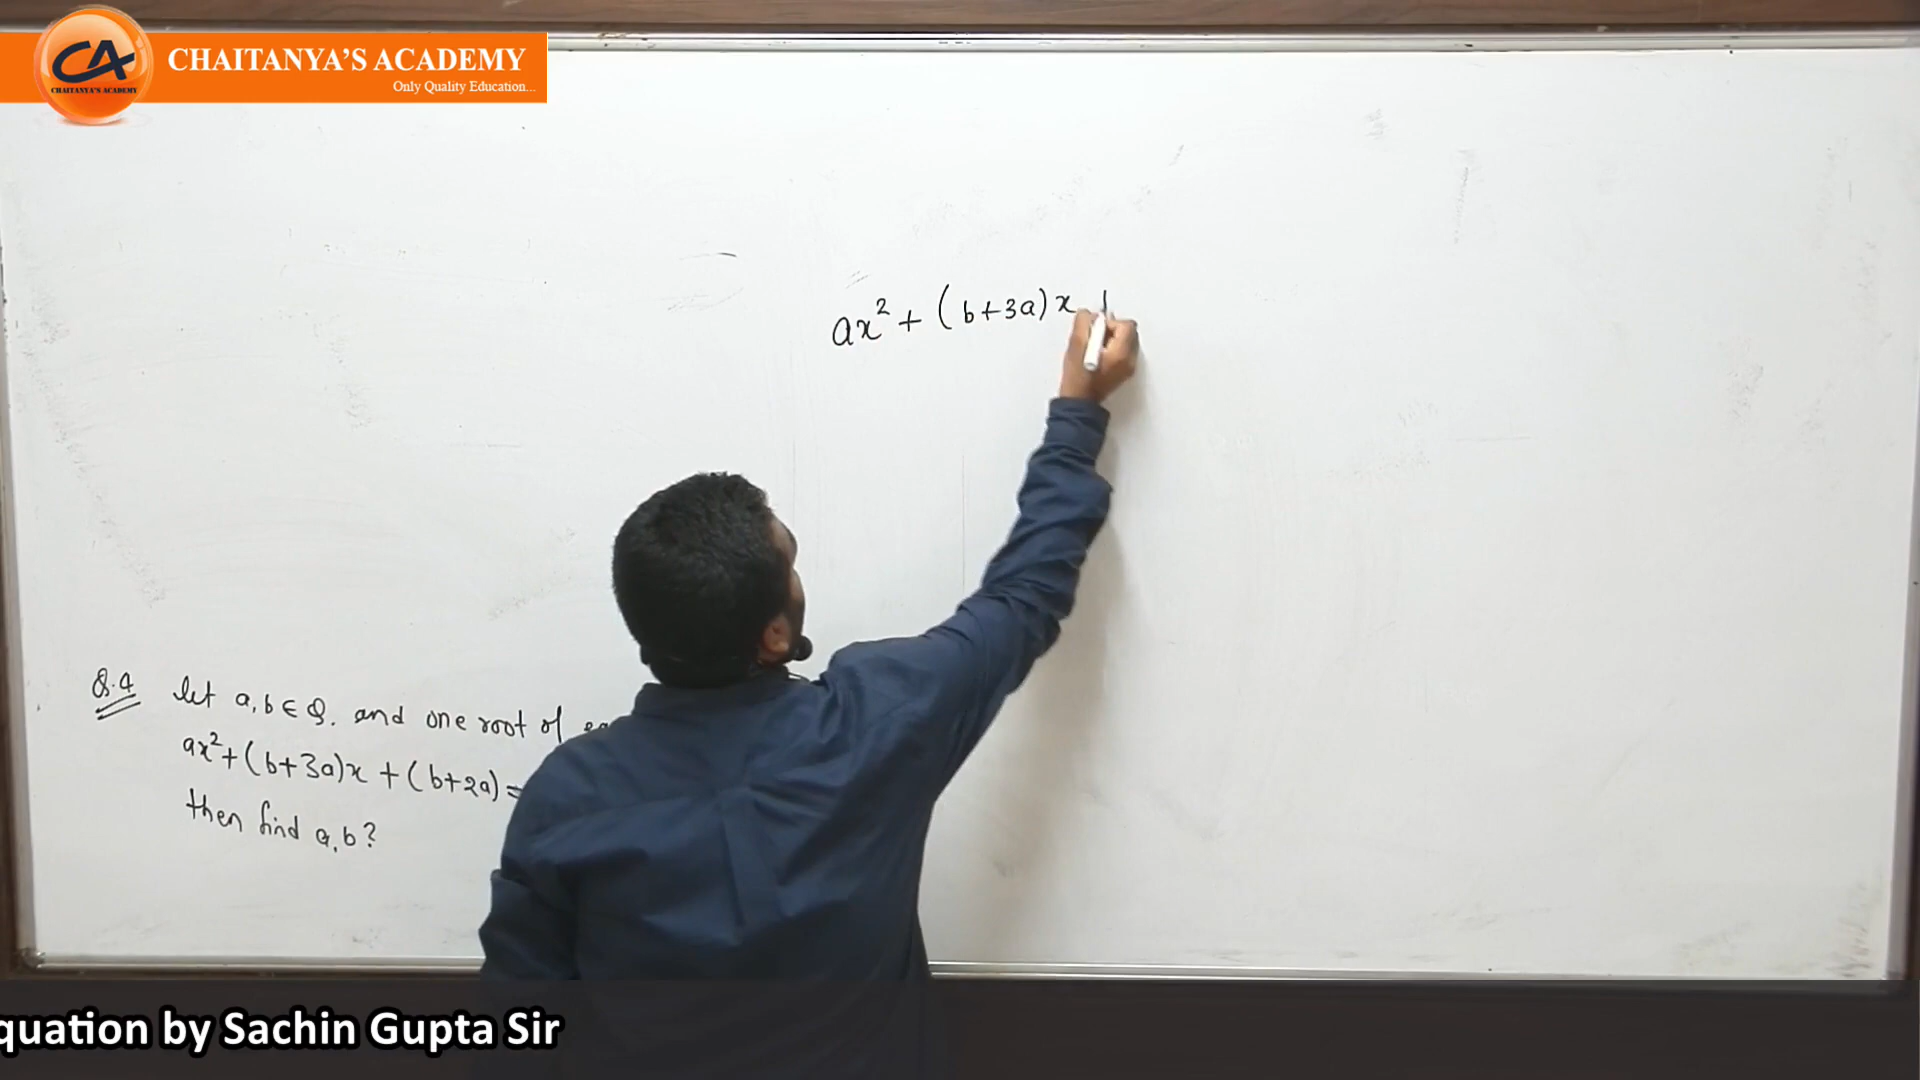 CA
CHAITANYA'S ACADEMY
CHAITANYA'S ACADEMY
Only Quality Education...
ax² + (b+3a)x
Q.4 let a, b ∈ Q, and one root of
ax² + (b+3a)x + (b+2a) =
then find a, b?
quation by Sachin Gupta Sir